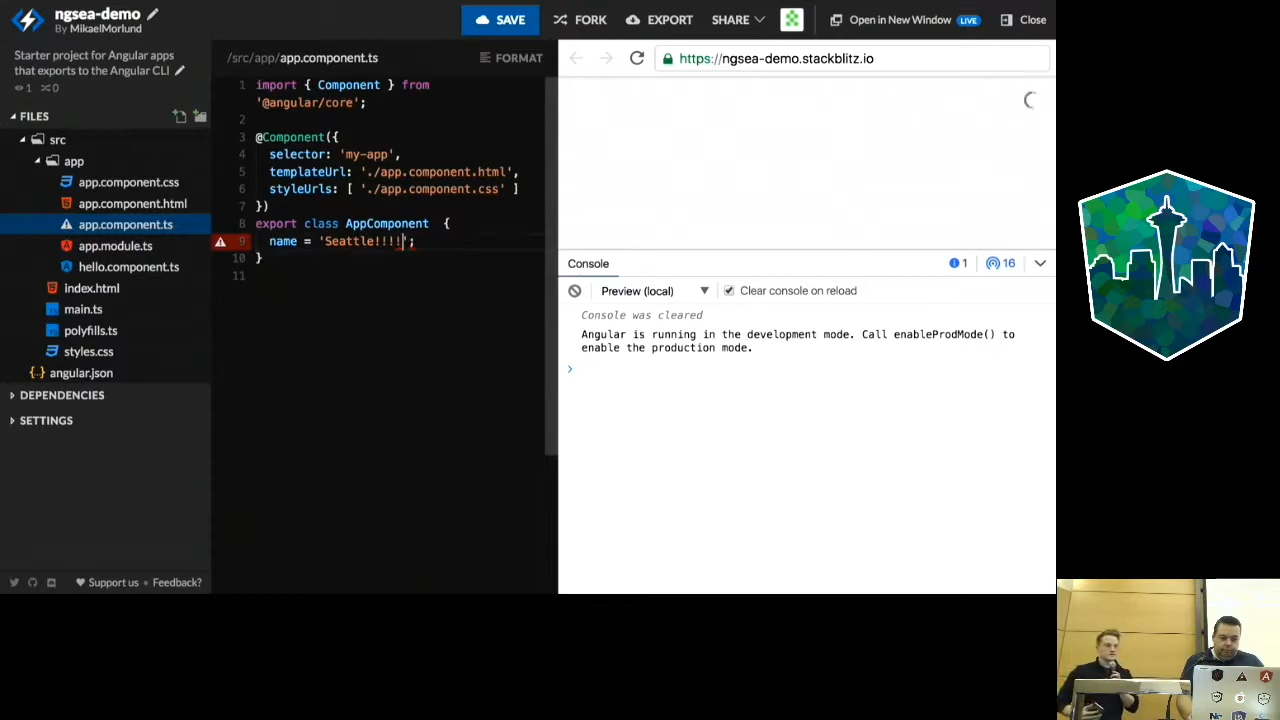 ngsea-demo
By MikaelMorlund
SAVE
FORK
EXPORT
SHARE
Open in New Window LIVE
Close
Starter project for Angular apps
that exports to the Angular CLI
1 0
FILES
src
app
app.component.css
app.component.html
app.component.ts
app.module.ts
hello.component.ts
index.html
main.ts
polyfills.ts
styles.css
angular.json
DEPENDENCIES
SETTINGS
Support us • Feedback?
/src/app/app.component.ts
FORMAT
1 import { Component } from
'@angular/core';
2
3 @Component({
4 selector: 'my-app',
5 templateUrl: './app.component.html',
6 styleUrls: [ './app.component.css' ]
7 })
8 export class AppComponent {
9 name = 'Seattle!!!!';
10 }
11
https://ngsea-demo.stackblitz.io
Console
1 16
Preview (local)
Clear console on reload
Console was cleared
Angular is running in the development mode. Call enableProdMode() to
enable the production mode.